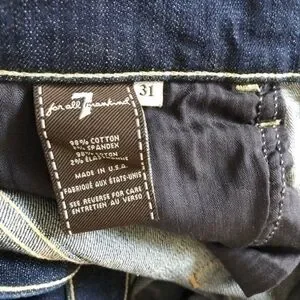 7
for all mankind
31
98% COTTON
2% SPANDEX
98%
2% ELASTHANNE
MADE IN U.S.A.
FABRIQUÉ AUX ÉTATS-UNIS
SEE REVERSE FOR CARE
ENTRETIEN AU VERSO